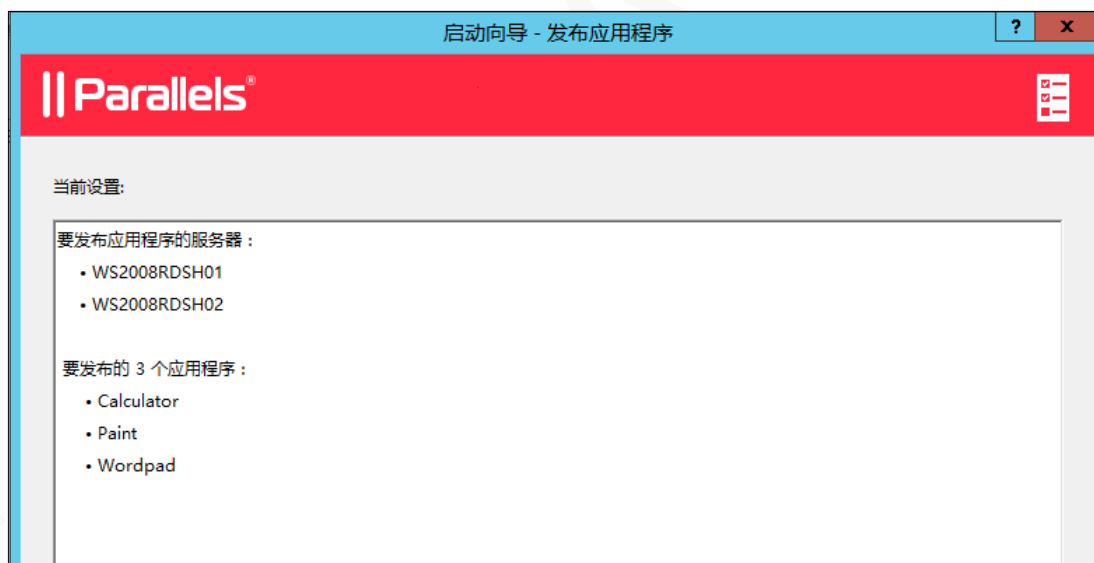 启动向导 - 发布应用程序
? x
|| Parallels®
当前设置:
要发布应用程序的服务器：
• WS2008RDSH01
• WS2008RDSH02
要发布的 3 个应用程序：
• Calculator
• Paint
• Wordpad